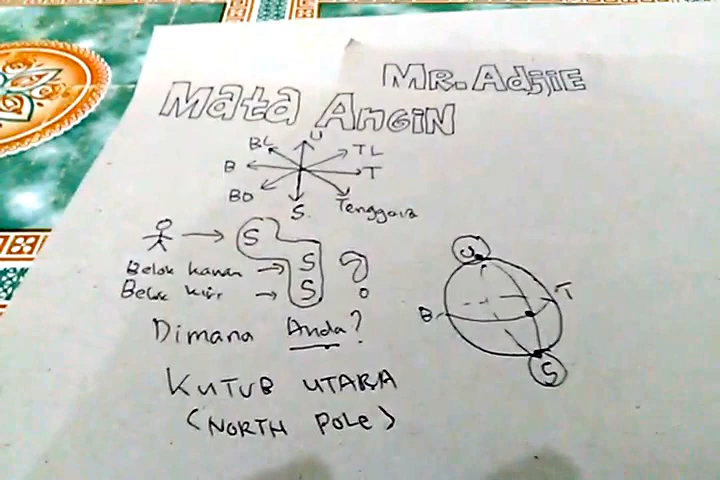 MR. AdjiE
Mata AnGiN
U
BL TL
B T
BD
S. Tenggara
S
Belok kanan → S ?
Belok kiri → S
Dimana Anda?
KUTUB UTARA
(NORTH POLE)
U
B T
S